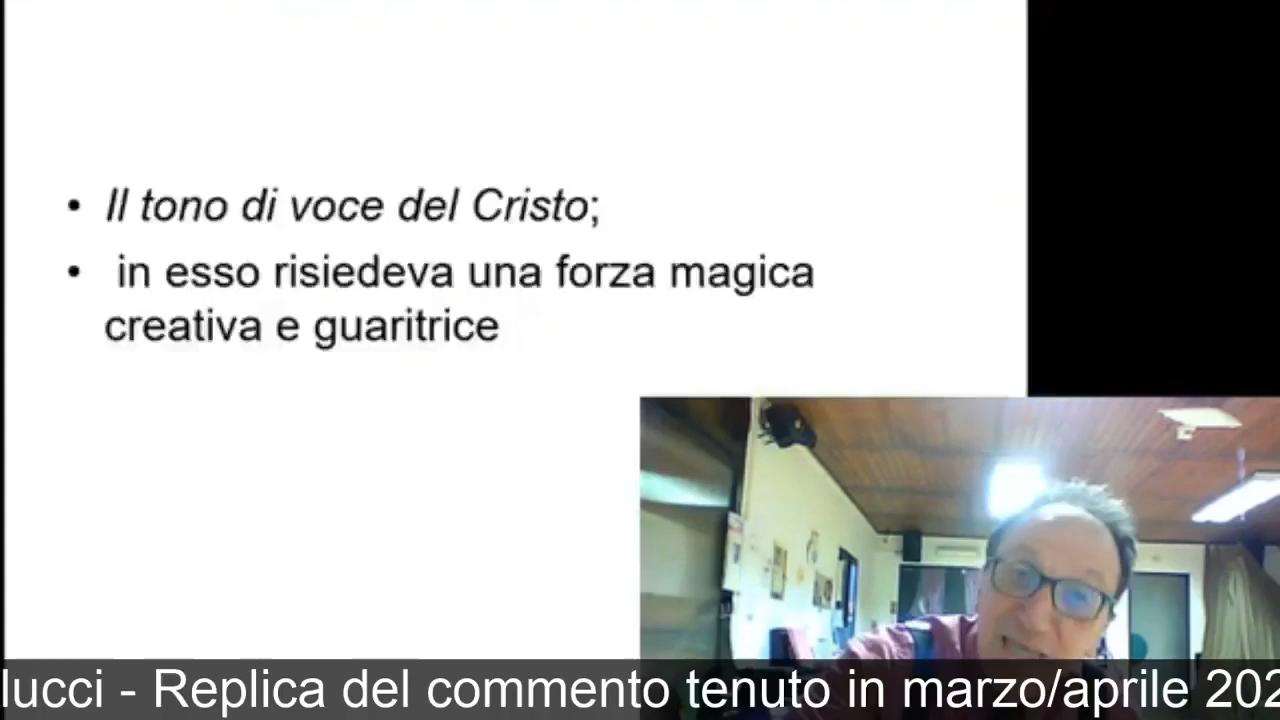 • Il tono di voce del Cristo;
• in esso risiedeva una forza magica
creativa e guaritrice
lucci - Replica del commento tenuto in marzo/aprile 202